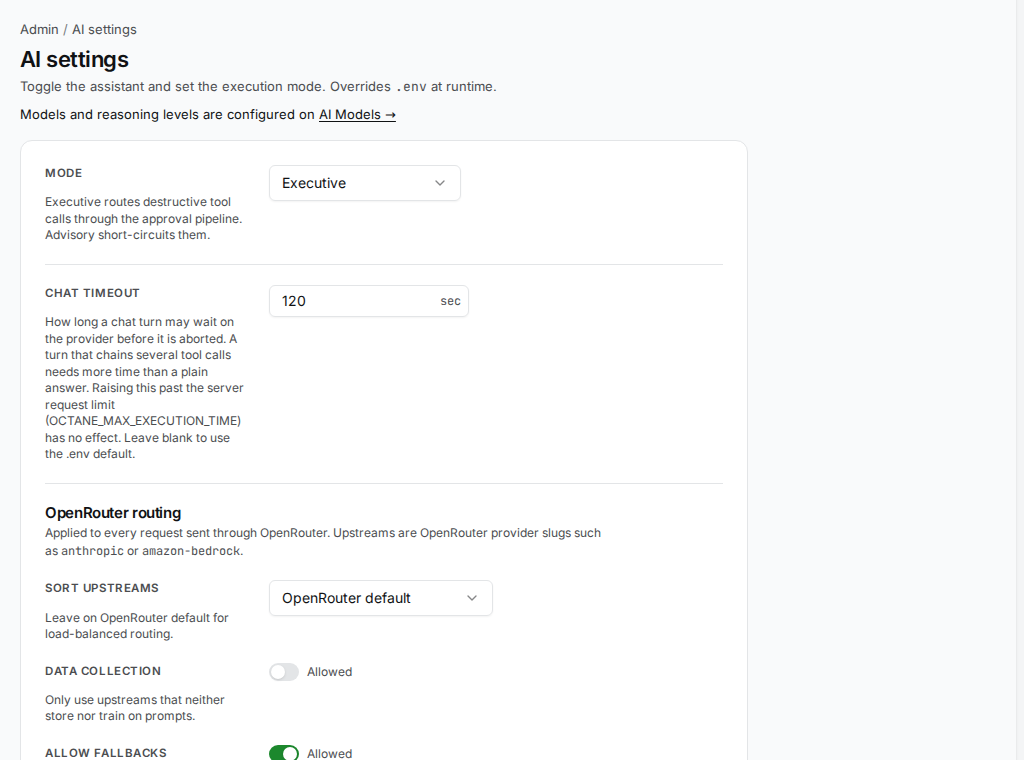 Admin / AI settings
AI settings
Toggle the assistant and set the execution mode. Overrides .env at runtime.
Models and reasoning levels are configured on AI Models →
MODE
Executive
Executive routes destructive tool
calls through the approval pipeline.
Advisory short-circuits them.
CHAT TIMEOUT
120 sec
How long a chat turn may wait on
the provider before it is aborted. A
turn that chains several tool calls
needs more time than a plain
answer. Raising this past the server
request limit
(OCTANE_MAX_EXECUTION_TIME)
has no effect. Leave blank to use
the .env default.
OpenRouter routing
Applied to every request sent through OpenRouter. Upstreams are OpenRouter provider slugs such
as anthropic or amazon-bedrock.
SORT UPSTREAMS
OpenRouter default
Leave on OpenRouter default for
load-balanced routing.
DATA COLLECTION
Allowed
Only use upstreams that neither
store nor train on prompts.
ALLOW FALLBACKS
Allowed